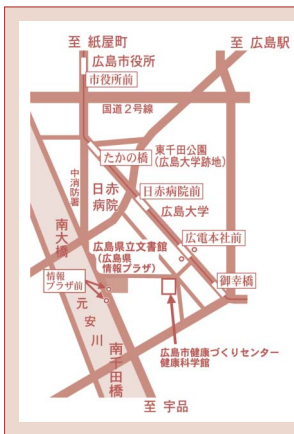 至 紙屋町
至 広島駅
広島市役所
市役所前
国道2号線
たかの橋
東千田公園
(広島大学跡地)
中消防署
日赤
病院
日赤病院前
広島大学
南大橋
広島県立文書館
(広島県
情報プラザ)
広電本社前
情報
プラザ前
御幸橋
元安川
南千田橋
広島市健康づくりセンター
健康科学館
至 宇品